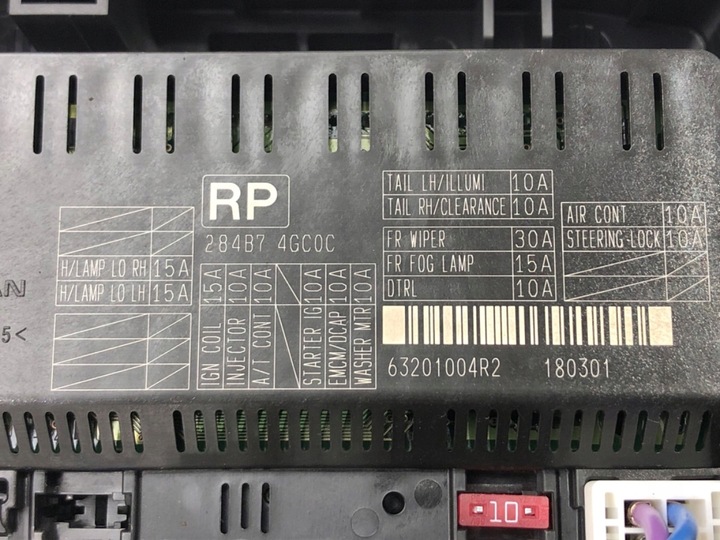 RP
284B7 4GC0C
TAIL LH/ILLUMI 10A
TAIL RH/CLEARANCE 10A
FR WIPER 30A
FR FOG LAMP 15A
DTRL 10A
AIR CONT 10A
STEERING-LOCK 10A
H/LAMP LO RH 15A
H/LAMP LO LH 15A
AN
5<
IGN COIL 15A
INJECTOR 10A
A/T CONT 10A
STARTER IG 10A
EMCM/DCAP 10A
WASHER MTR 10A
63201004R2 180301
10